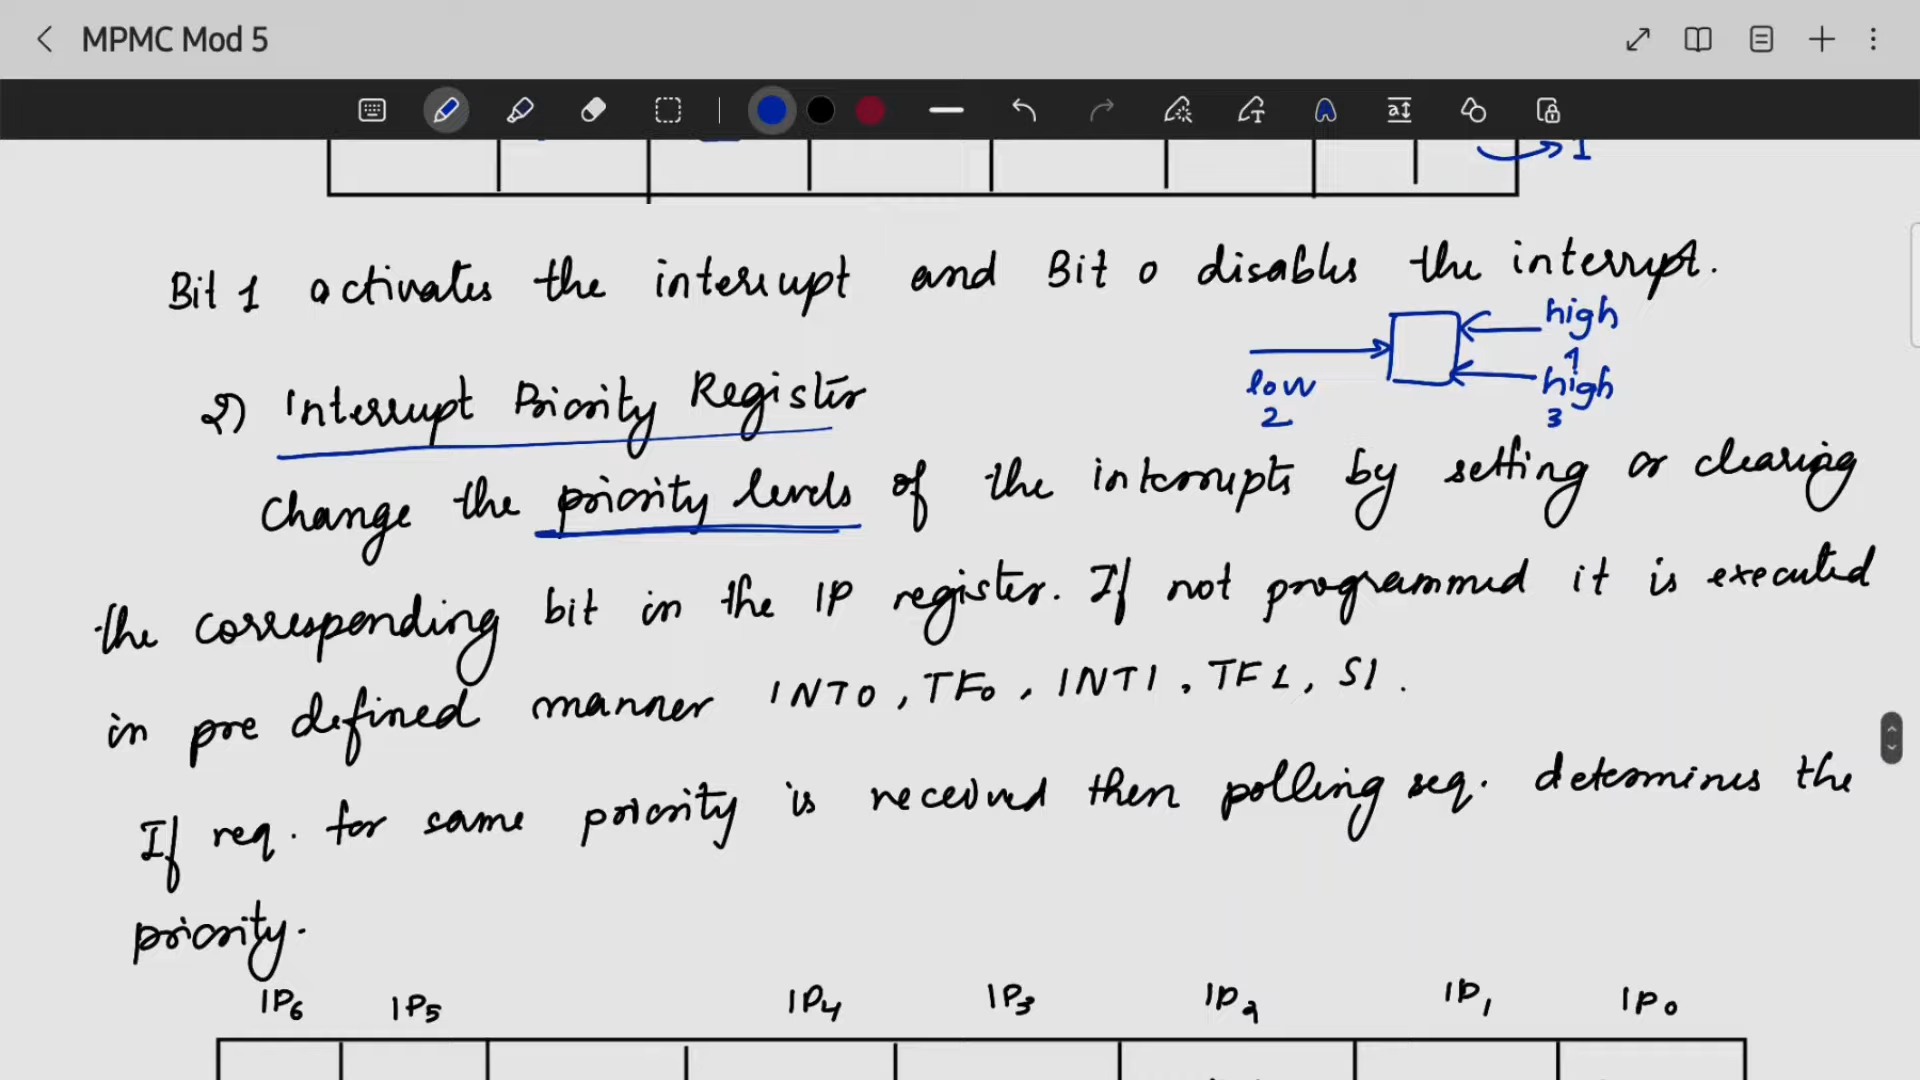 MPMC Mod 5
1
Bit 1 activates the interrupt and Bit 0 disables the interrupt.
high
1
low
2
high
3
2) Interrupt Priority Register
Change the priority levels of the interrupts by setting or clearing
the corresponding bit in the IP register. If not programmed it is executed
in pre defined manner INT0, TF0, INT1, TF1, S1.
If req. for same priority is received then polling seq. determines the
priority.
IP6 IP5 IP4 IP3 IP2 IP1 IP0